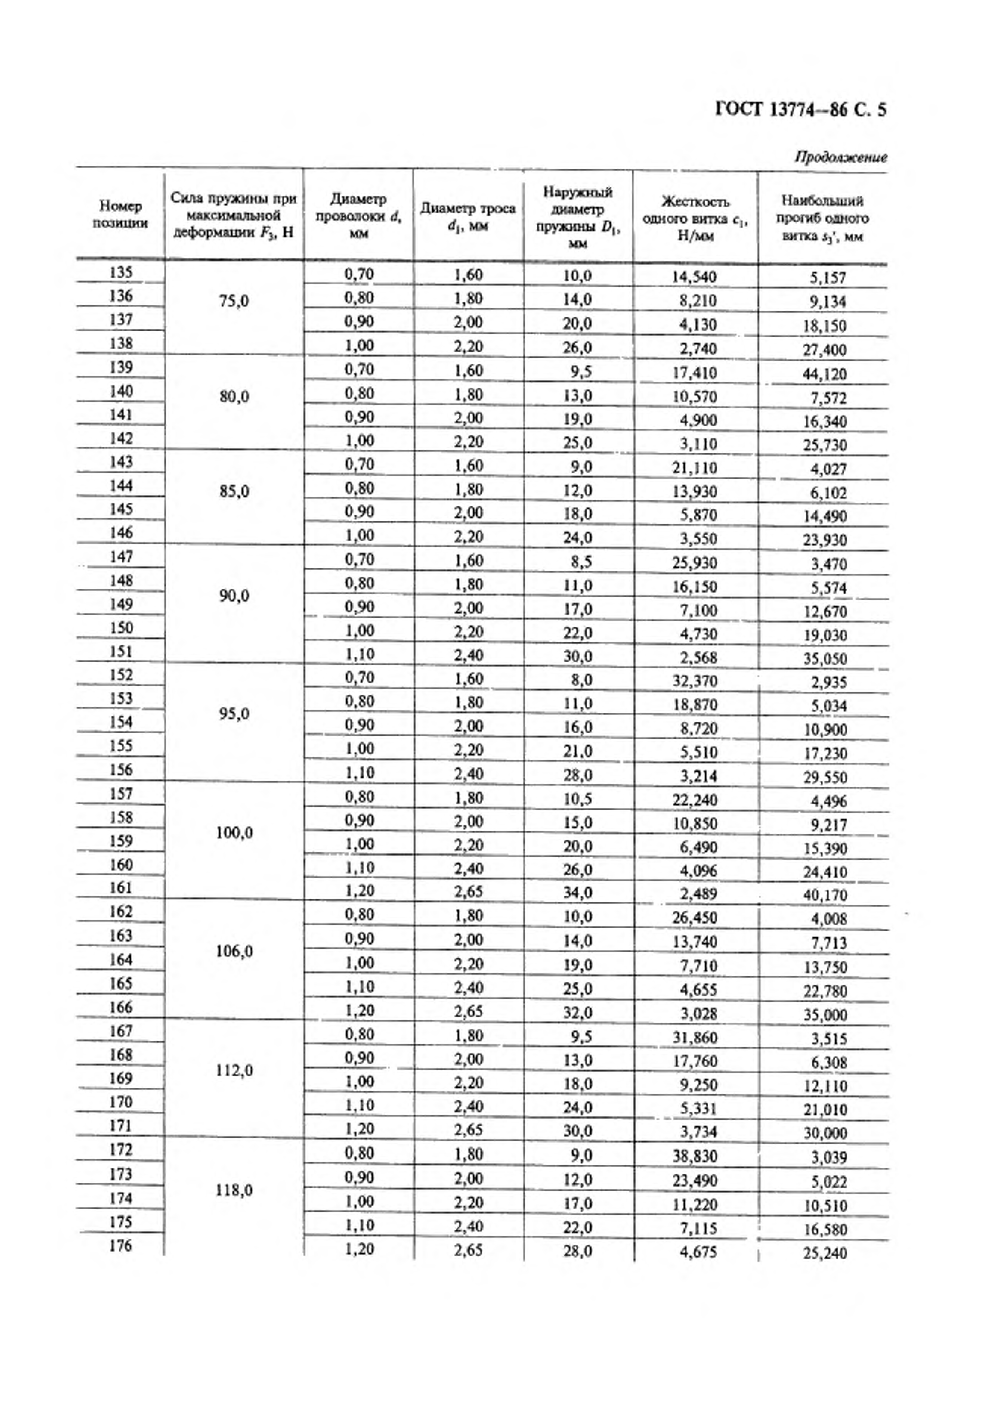 ГОСТ 13774—86 С. 5
Продолжение
Номер позиции | Сила пружины при максимальной деформации F₃, Н | Диаметр проволоки d, мм | Диаметр троса d₁, мм | Наружный диаметр пружины D₁, мм | Жесткость одного витка c₁, Н/мм | Наибольший прогиб одного витка s₃′, мм
135 | 75,0 | 0,70 | 1,60 | 10,0 | 14,540 | 5,157
136 | 0,80 | 1,80 | 14,0 | 8,210 | 9,134
137 | 0,90 | 2,00 | 20,0 | 4,130 | 18,150
138 | 1,00 | 2,20 | 26,0 | 2,740 | 27,400
139 | 80,0 | 0,70 | 1,60 | 9,5 | 17,410 | 44,120
140 | 0,80 | 1,80 | 13,0 | 10,570 | 7,572
141 | 0,90 | 2,00 | 19,0 | 4,900 | 16,340
142 | 1,00 | 2,20 | 25,0 | 3,110 | 25,730
143 | 85,0 | 0,70 | 1,60 | 9,0 | 21,110 | 4,027
144 | 0,80 | 1,80 | 12,0 | 13,930 | 6,102
145 | 0,90 | 2,00 | 18,0 | 5,870 | 14,490
146 | 1,00 | 2,20 | 24,0 | 3,550 | 23,930
147 | 90,0 | 0,70 | 1,60 | 8,5 | 25,930 | 3,470
148 | 0,80 | 1,80 | 11,0 | 16,150 | 5,574
149 | 0,90 | 2,00 | 17,0 | 7,100 | 12,670
150 | 1,00 | 2,20 | 22,0 | 4,730 | 19,030
151 | 1,10 | 2,40 | 30,0 | 2,568 | 35,050
152 | 95,0 | 0,70 | 1,60 | 8,0 | 32,370 | 2,935
153 | 0,80 | 1,80 | 11,0 | 18,870 | 5,034
154 | 0,90 | 2,00 | 16,0 | 8,720 | 10,900
155 | 1,00 | 2,20 | 21,0 | 5,510 | 17,230
156 | 1,10 | 2,40 | 28,0 | 3,214 | 29,550
157 | 100,0 | 0,80 | 1,80 | 10,5 | 22,240 | 4,496
158 | 0,90 | 2,00 | 15,0 | 10,850 | 9,217
159 | 1,00 | 2,20 | 20,0 | 6,490 | 15,390
160 | 1,10 | 2,40 | 26,0 | 4,096 | 24,410
161 | 1,20 | 2,65 | 34,0 | 2,489 | 40,170
162 | 106,0 | 0,80 | 1,80 | 10,0 | 26,450 | 4,008
163 | 0,90 | 2,00 | 14,0 | 13,740 | 7,713
164 | 1,00 | 2,20 | 19,0 | 7,710 | 13,750
165 | 1,10 | 2,40 | 25,0 | 4,655 | 22,780
166 | 1,20 | 2,65 | 32,0 | 3,028 | 35,000
167 | 112,0 | 0,80 | 1,80 | 9,5 | 31,860 | 3,515
168 | 0,90 | 2,00 | 13,0 | 17,760 | 6,308
169 | 1,00 | 2,20 | 18,0 | 9,250 | 12,110
170 | 1,10 | 2,40 | 24,0 | 5,331 | 21,010
171 | 1,20 | 2,65 | 30,0 | 3,734 | 30,000
172 | 118,0 | 0,80 | 1,80 | 9,0 | 38,830 | 3,039
173 | 0,90 | 2,00 | 12,0 | 23,490 | 5,022
174 | 1,00 | 2,20 | 17,0 | 11,220 | 10,510
175 | 1,10 | 2,40 | 22,0 | 7,115 | 16,580
176 | 1,20 | 2,65 | 28,0 | 4,675 | 25,240